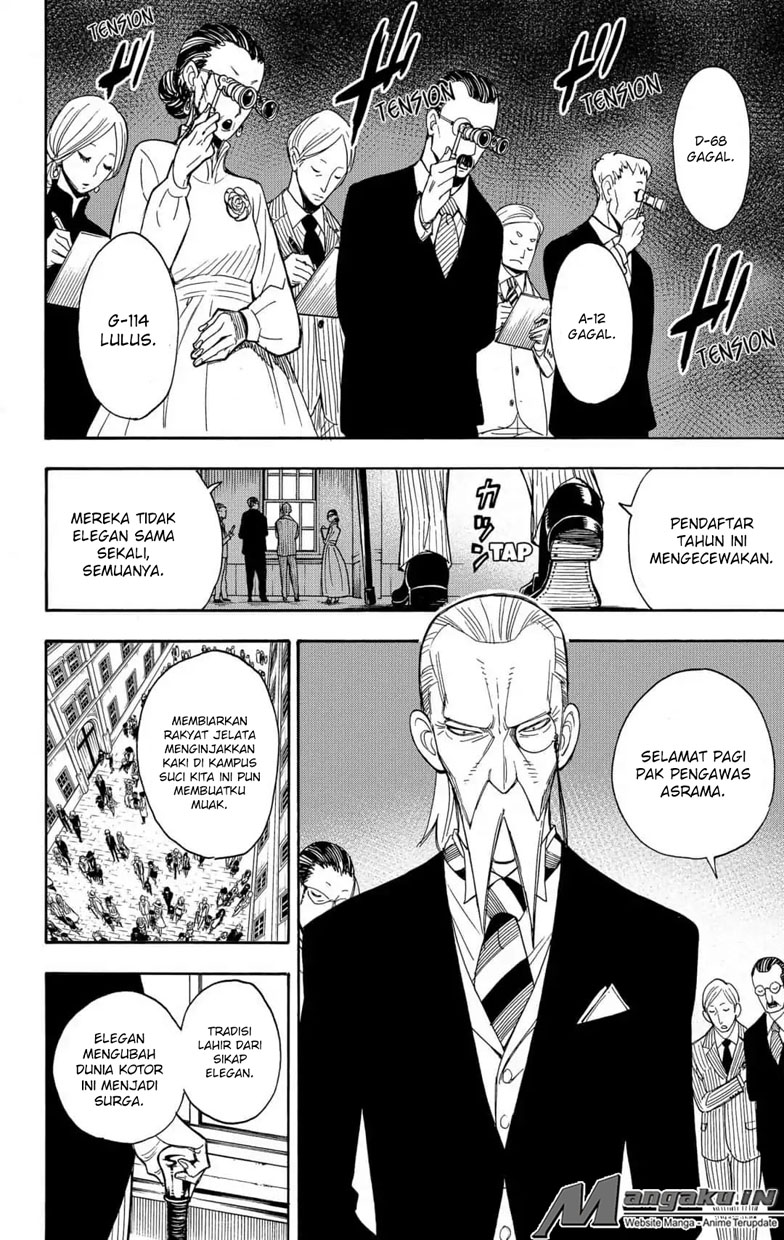 TENSION
TENSION
TENSION
D-68
GAGAL.
A-12
GAGAL.
TENSION
G-114
LULUS.
PENDAFTAR
TAHUN INI
MENGECEWAKAN.
カツン
TAP
MEREKA TIDAK
ELEGAN SAMA
SEKALI,
SEMUANYA.
SELAMAT PAGI
PAK PENGAWAS
ASRAMA.
MEMBIARKAN
RAKYAT JELATA
MENGINJAKKAN
KAKI DI KAMPUS
SUCI KITA INI PUN
MEMBUATKU
MUAK.
TRADISI
LAHIR DARI
SIKAP
ELEGAN.
ELEGAN
MENGUBAH
DUNIA KOTOR
INI MENJADI
SURGA.
Mangaku.IN
Website Manga - Anime Terupdate